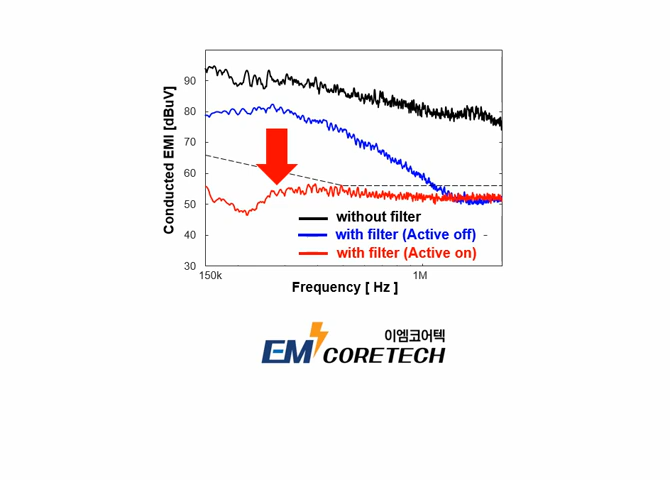 Conducted EMI [dBuV]
90
80
70
60
50
40
30
without filter
with filter (Active off)
with filter (Active on)
150k
1M
Frequency [ Hz ]
이엠코어텍
EMI CORETECH